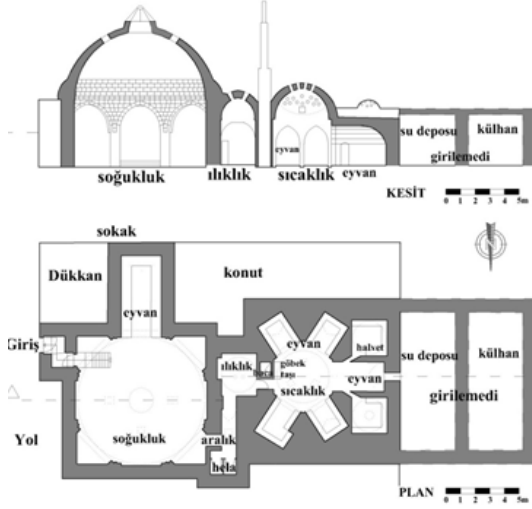 su deposu
külhan
eyvan
girilemedi
soğukluk
ılıklık
sıcaklık
eyvan
KESİT
0 1 2 3 4 5m
sokak
N
Dükkan
konut
eyvan
Giriş
ılıklık
eyvan
halvet
su deposu
külhan
göbek
taşı
eyvan
sıcaklık
girilemedi
Yol
soğukluk
aralık
hela
PLAN
0 1 2 3 4 5m